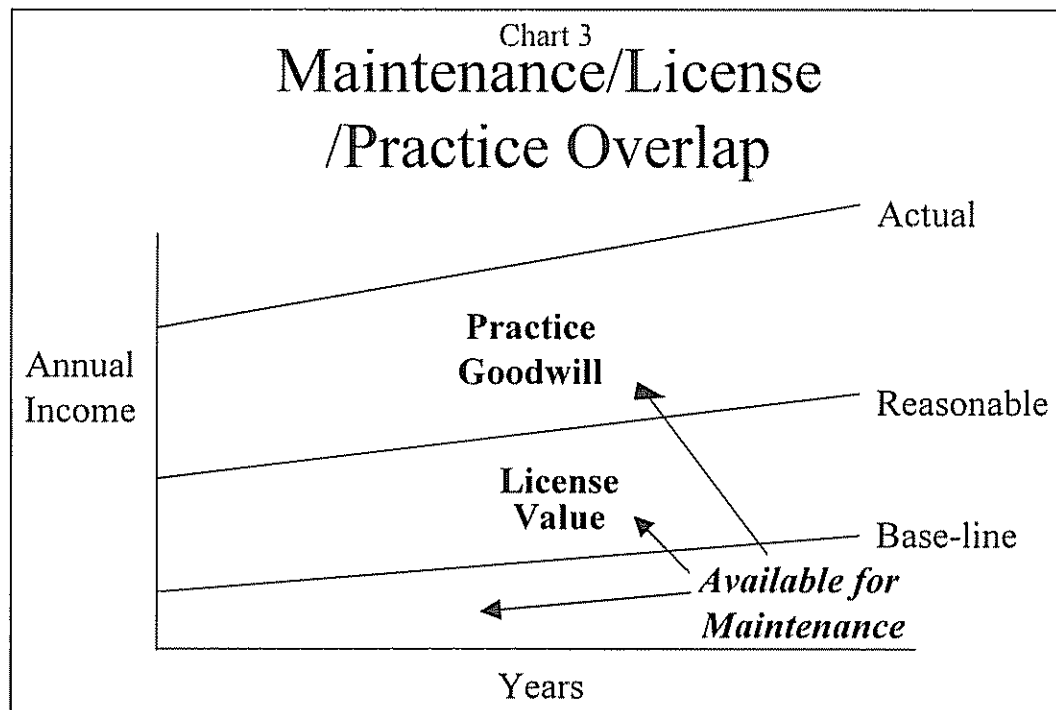 Chart 3
Maintenance/License
/Practice Overlap
Actual
Practice
Goodwill
Annual
Income
Reasonable
License
Value
Base-line
Available for
Maintenance
Years